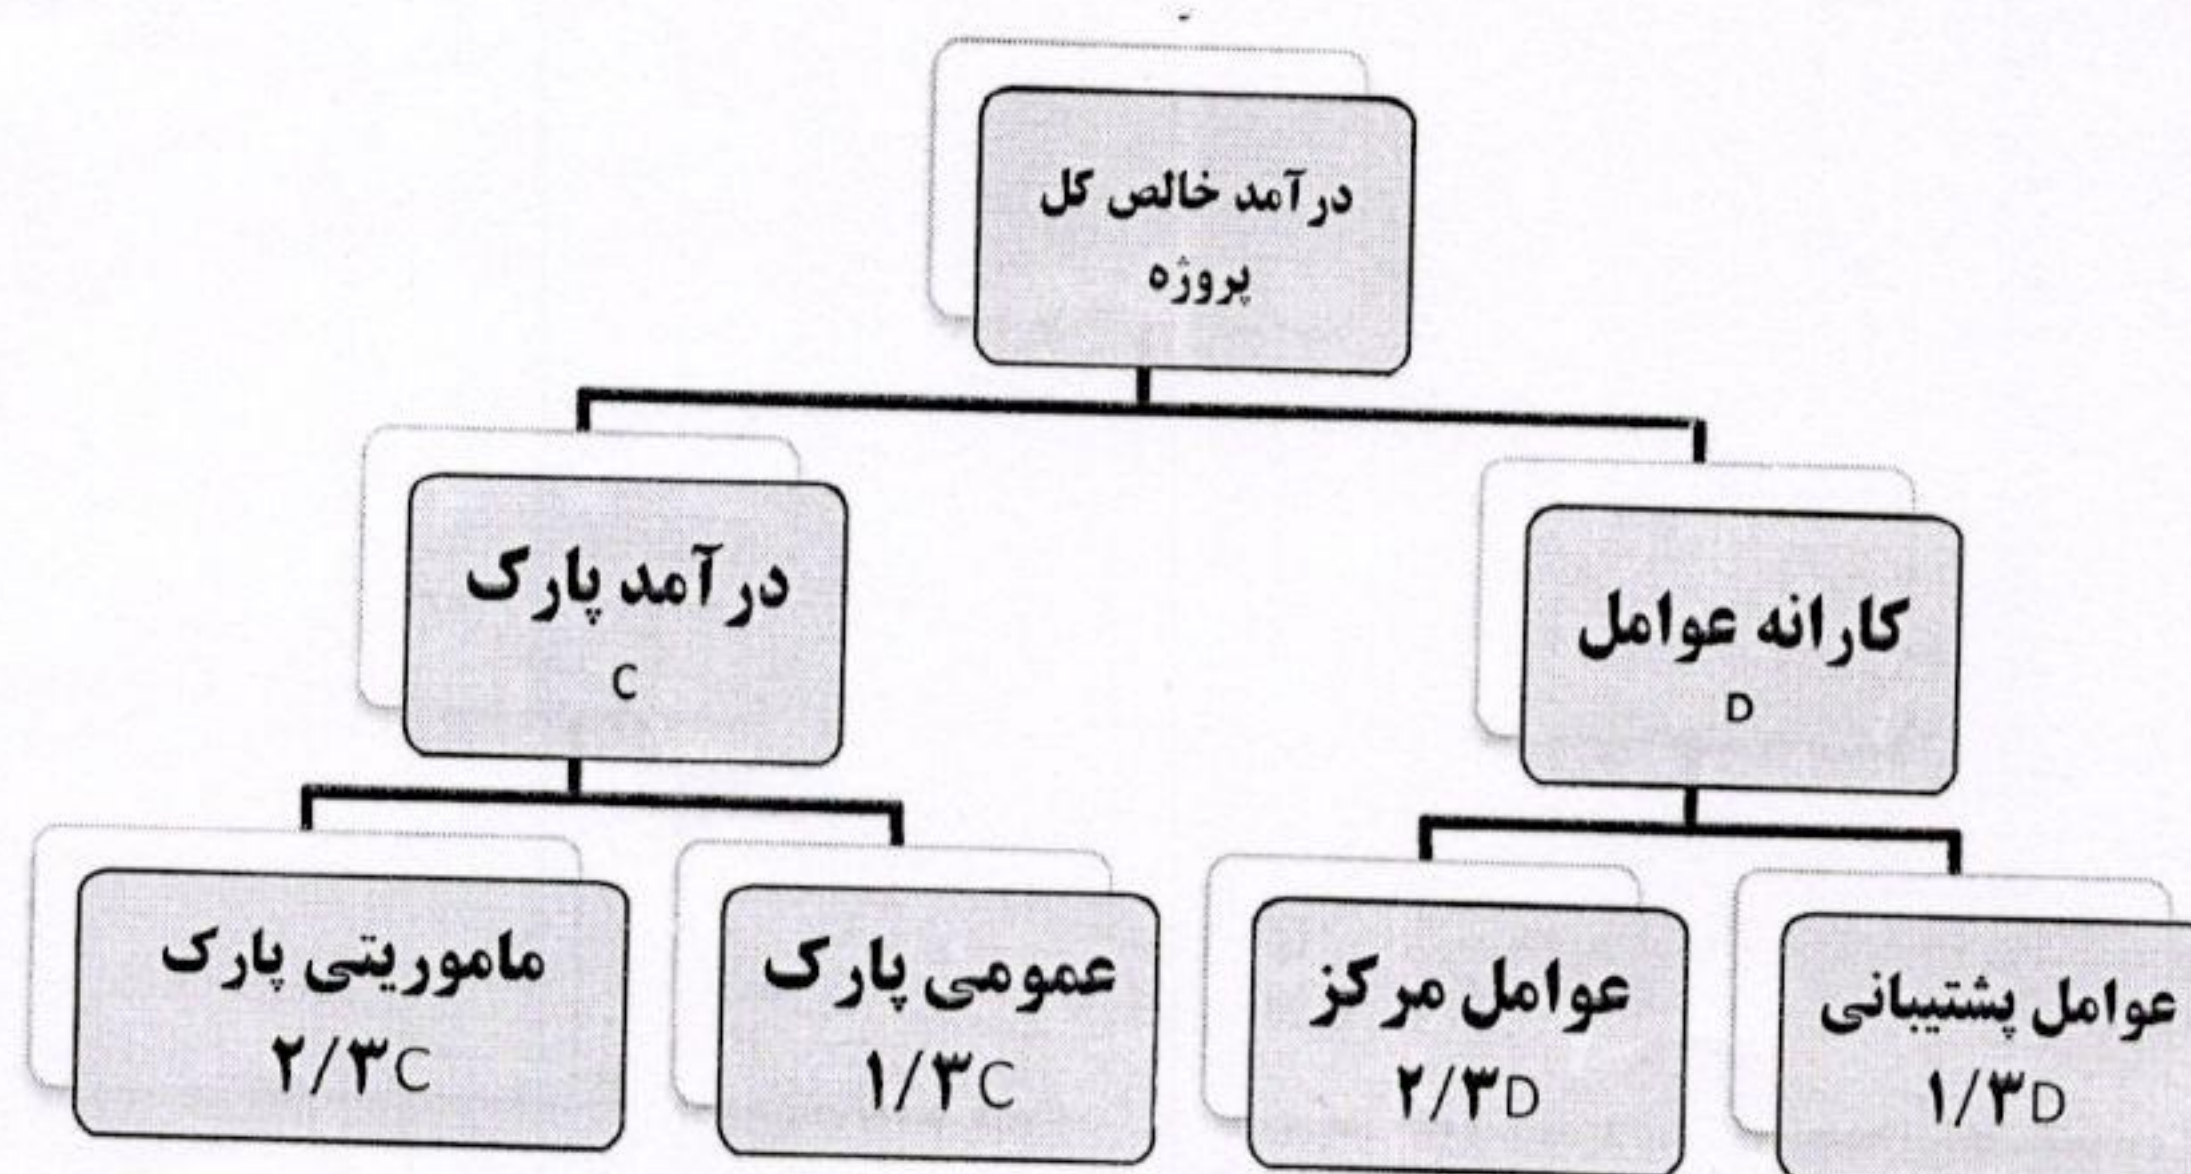 درآمد خالص کل
پروژه
کارانه عوامل
D
درآمد پارک
C
عوامل پشتیبانی
۱/۳D
عوامل مرکز
۲/۳D
عمومی پارک
۱/۳C
ماموریتی پارک
۲/۳C